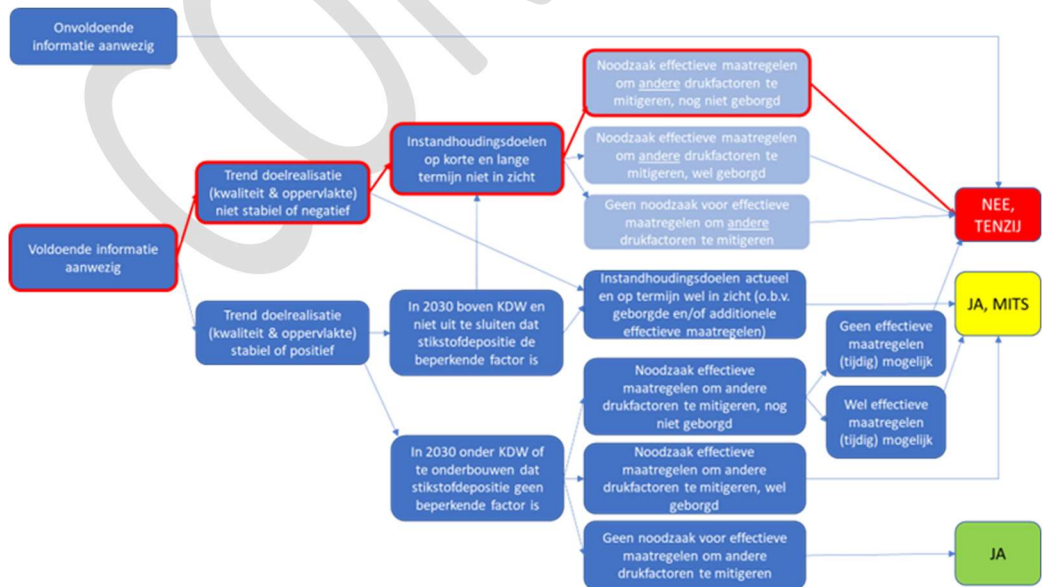 Onvoldoende
informatie aanwezig
Noodzaak effectieve maatregelen
om andere drukfactoren te
mitigeren, nog niet geborgd
Instandhoudingsdoelen
op korte en lange
termijn niet in zicht
Noodzaak effectieve maatregelen
om andere drukfactoren te
mitigeren, wel geborgd
Trend doelrealisatie
(kwaliteit & oppervlakte)
niet stabiel of negatief
Geen noodzaak voor effectieve
maatregelen om andere
drukfactoren te mitigeren
NEE,
TENZIJ
Voldoende informatie
aanwezig
Instandhoudingsdoelen actueel
en op termijn wel in zicht (o.b.v.
geborgde en/of additionele
effectieve maatregelen)
JA, MITS
Trend doelrealisatie
(kwaliteit & oppervlakte)
stabiel of positief
In 2030 boven KDW en
niet uit te sluiten dat
stikstofdepositie de
beperkende factor is
Geen effectieve
maatregelen
(tijdig) mogelijk
Noodzaak effectieve
maatregelen om andere
drukfactoren te mitigeren, nog
niet geborgd
Wel effectieve
maatregelen
(tijdig) mogelijk
In 2030 onder KDW of
te onderbouwen dat
stikstofdepositie geen
beperkende factor is
Noodzaak effectieve
maatregelen om andere
drukfactoren te mitigeren, wel
geborgd
Geen noodzaak voor effectieve
maatregelen om andere
drukfactoren te mitigeren
JA